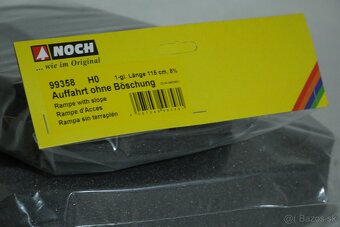 NOCH
... wie im Original
99358 H0 1-gl. Länge 115 cm, 8%
Auffahrt ohne Böschung
Rampe with slope
Rampe d'Acces
Rampa sin terraplén
Bazos.sk